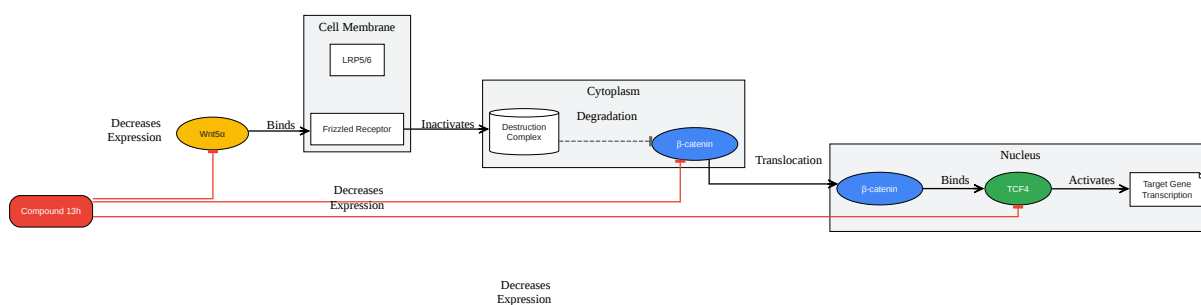 Cell Membrane
LRP5/6
Frizzled Receptor
Decreases
Expression
Wnt5α
Binds
Inactivates
Cytoplasm
Destruction
Complex
Degradation
β-catenin
Translocation
Nucleus
β-catenin
Binds
TCF4
Activates
Target Gene
Transcription
Compound 13h
Decreases
Expression
Decreases
Expression